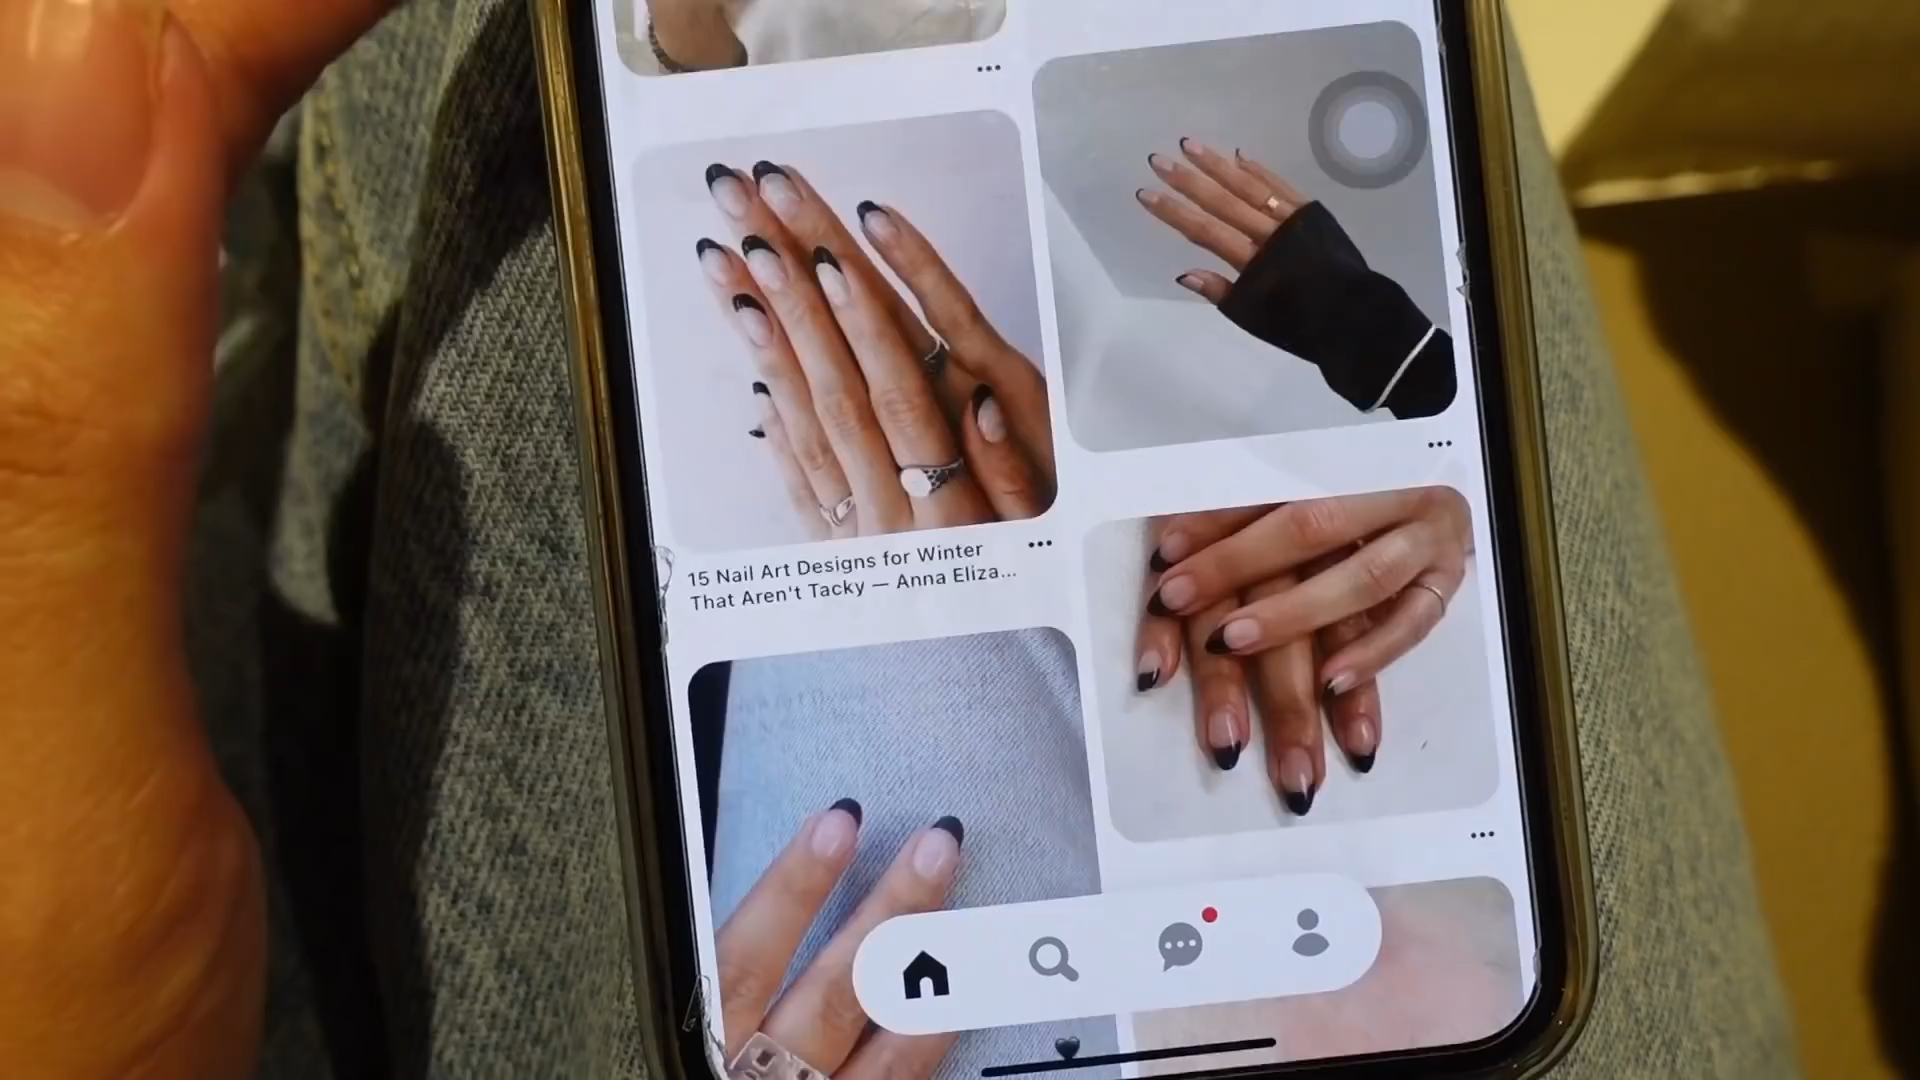 15 Nail Art Designs for Winter
That Aren't Tacky — Anna Eliza...